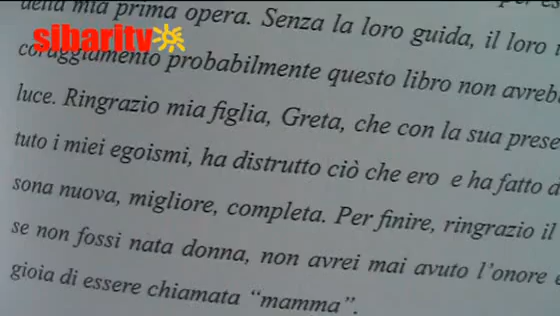 della mia prima opera. Senza la loro guida, il loro
sibaritv
coraggiamento probabilmente questo libro non avreb
luce. Ringrazio mia figlia, Greta, che con la sua prese
tuto i miei egoismi, ha distrutto ciò che ero e ha fatto d
sona nuova, migliore, completa. Per finire, ringrazio il
se non fossi nata donna, non avrei mai avuto l'onore e
gioia di essere chiamata “mamma”.